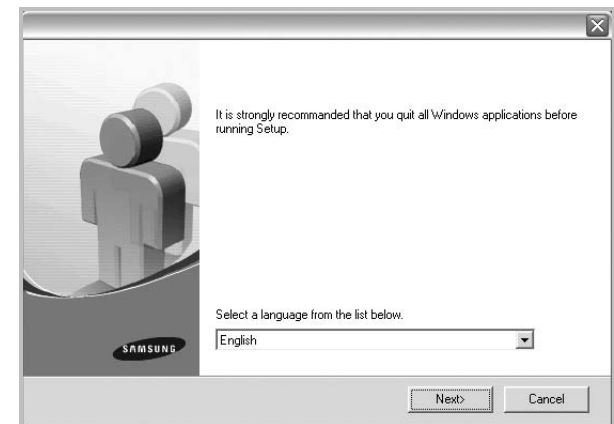 It is strongly recommanded that you quit all Windows applications before
running Setup.
Select a language from the list below.
English
SAMSUNG
Next>
Cancel